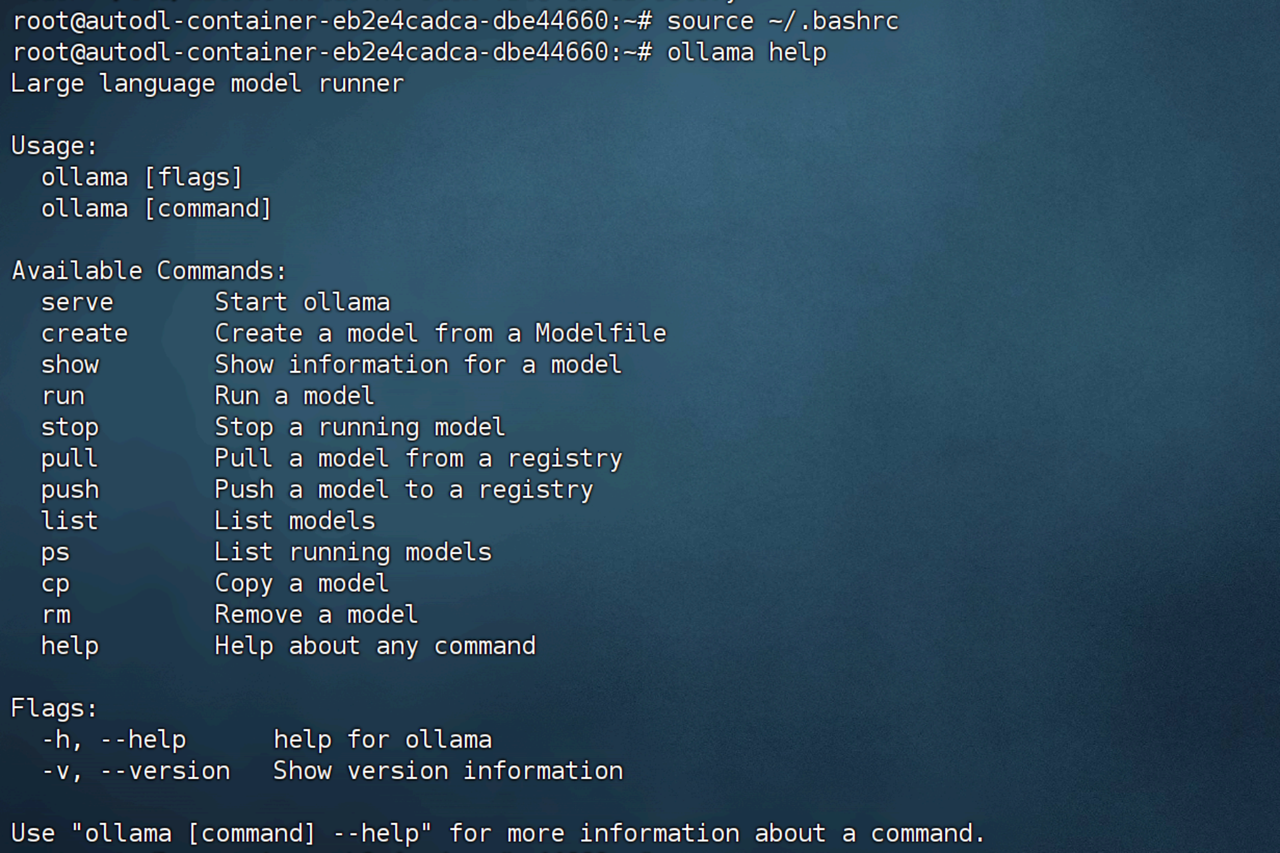 root@autodl-container-eb2e4cadca-dbe44660:~# source ~/.bashrc
root@autodl-container-eb2e4cadca-dbe44660:~# ollama help
Large language model runner

Usage:
  ollama [flags]
  ollama [command]

Available Commands:
  serve       Start ollama
  create      Create a model from a Modelfile
  show        Show information for a model
  run         Run a model
  stop        Stop a running model
  pull        Pull a model from a registry
  push        Push a model to a registry
  list        List models
  ps          List running models
  cp          Copy a model
  rm          Remove a model
  help        Help about any command

Flags:
  -h, --help      help for ollama
  -v, --version   Show version information

Use "ollama [command] --help" for more information about a command.